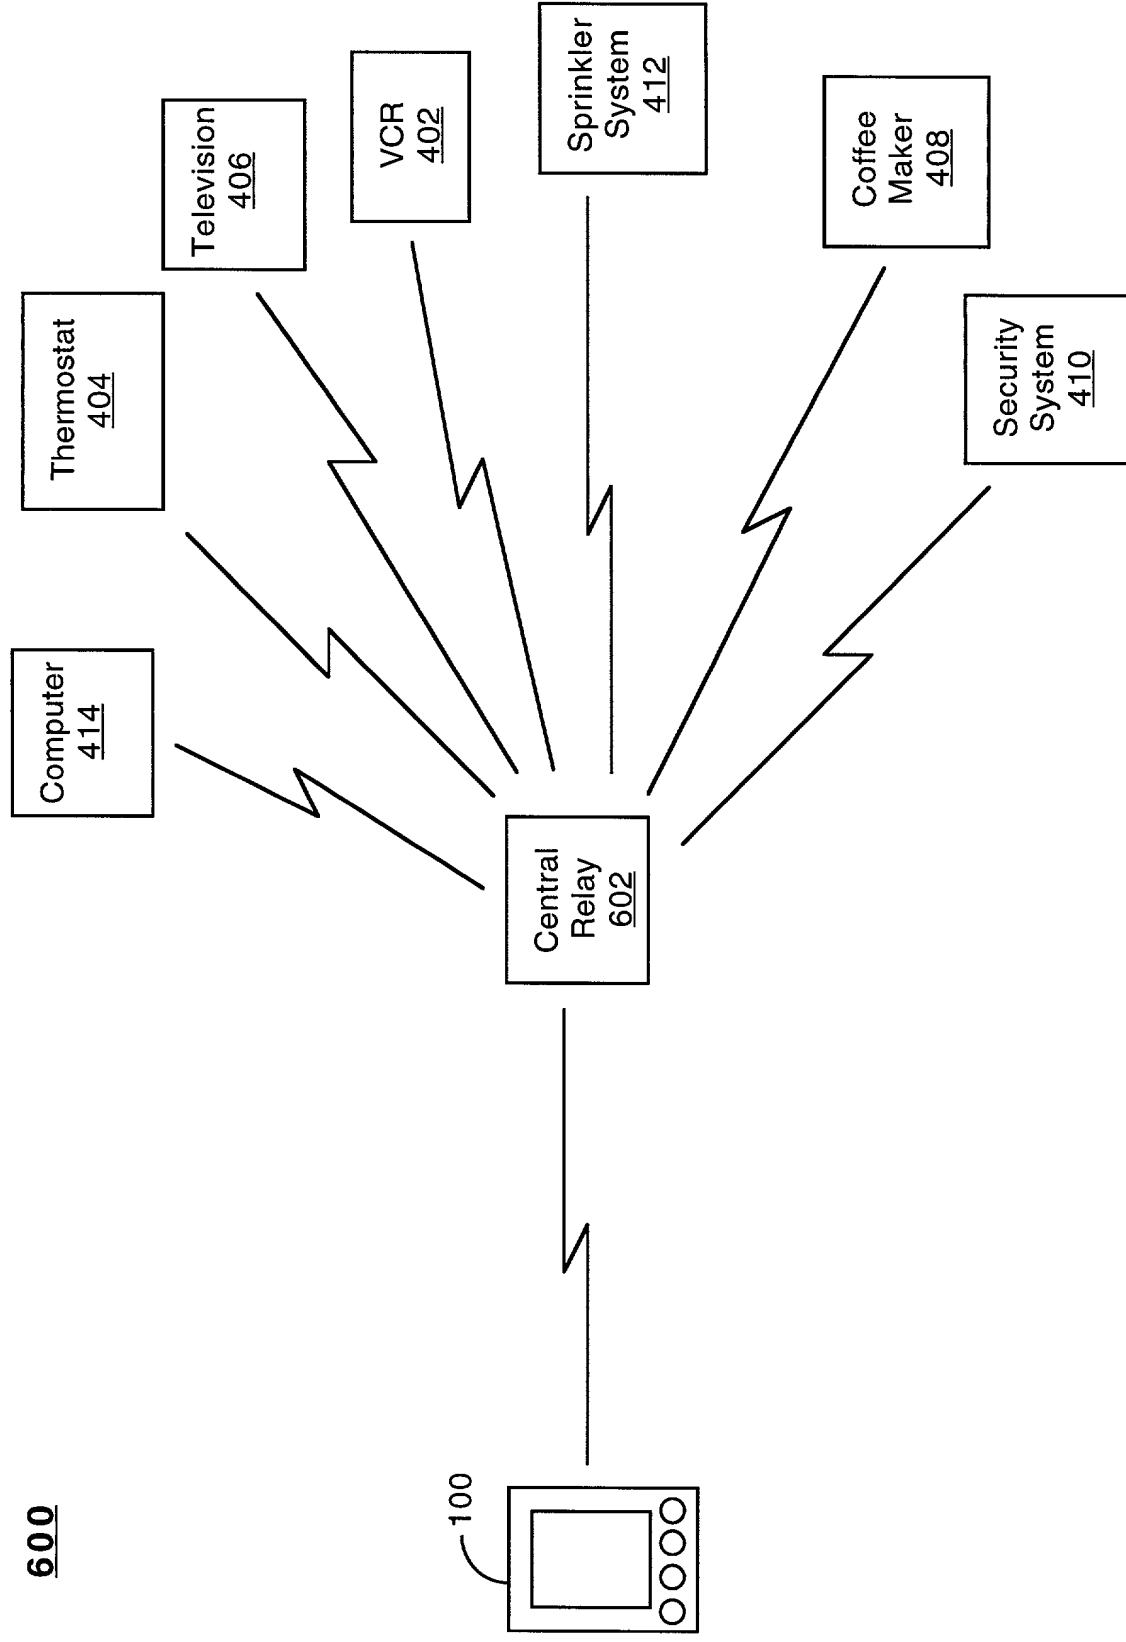 600
100
Central
Relay
602
Computer
414
Thermostat
404
Television
406
VCR
402
Sprinkler
System
412
Coffee
Maker
408
Security
System
410